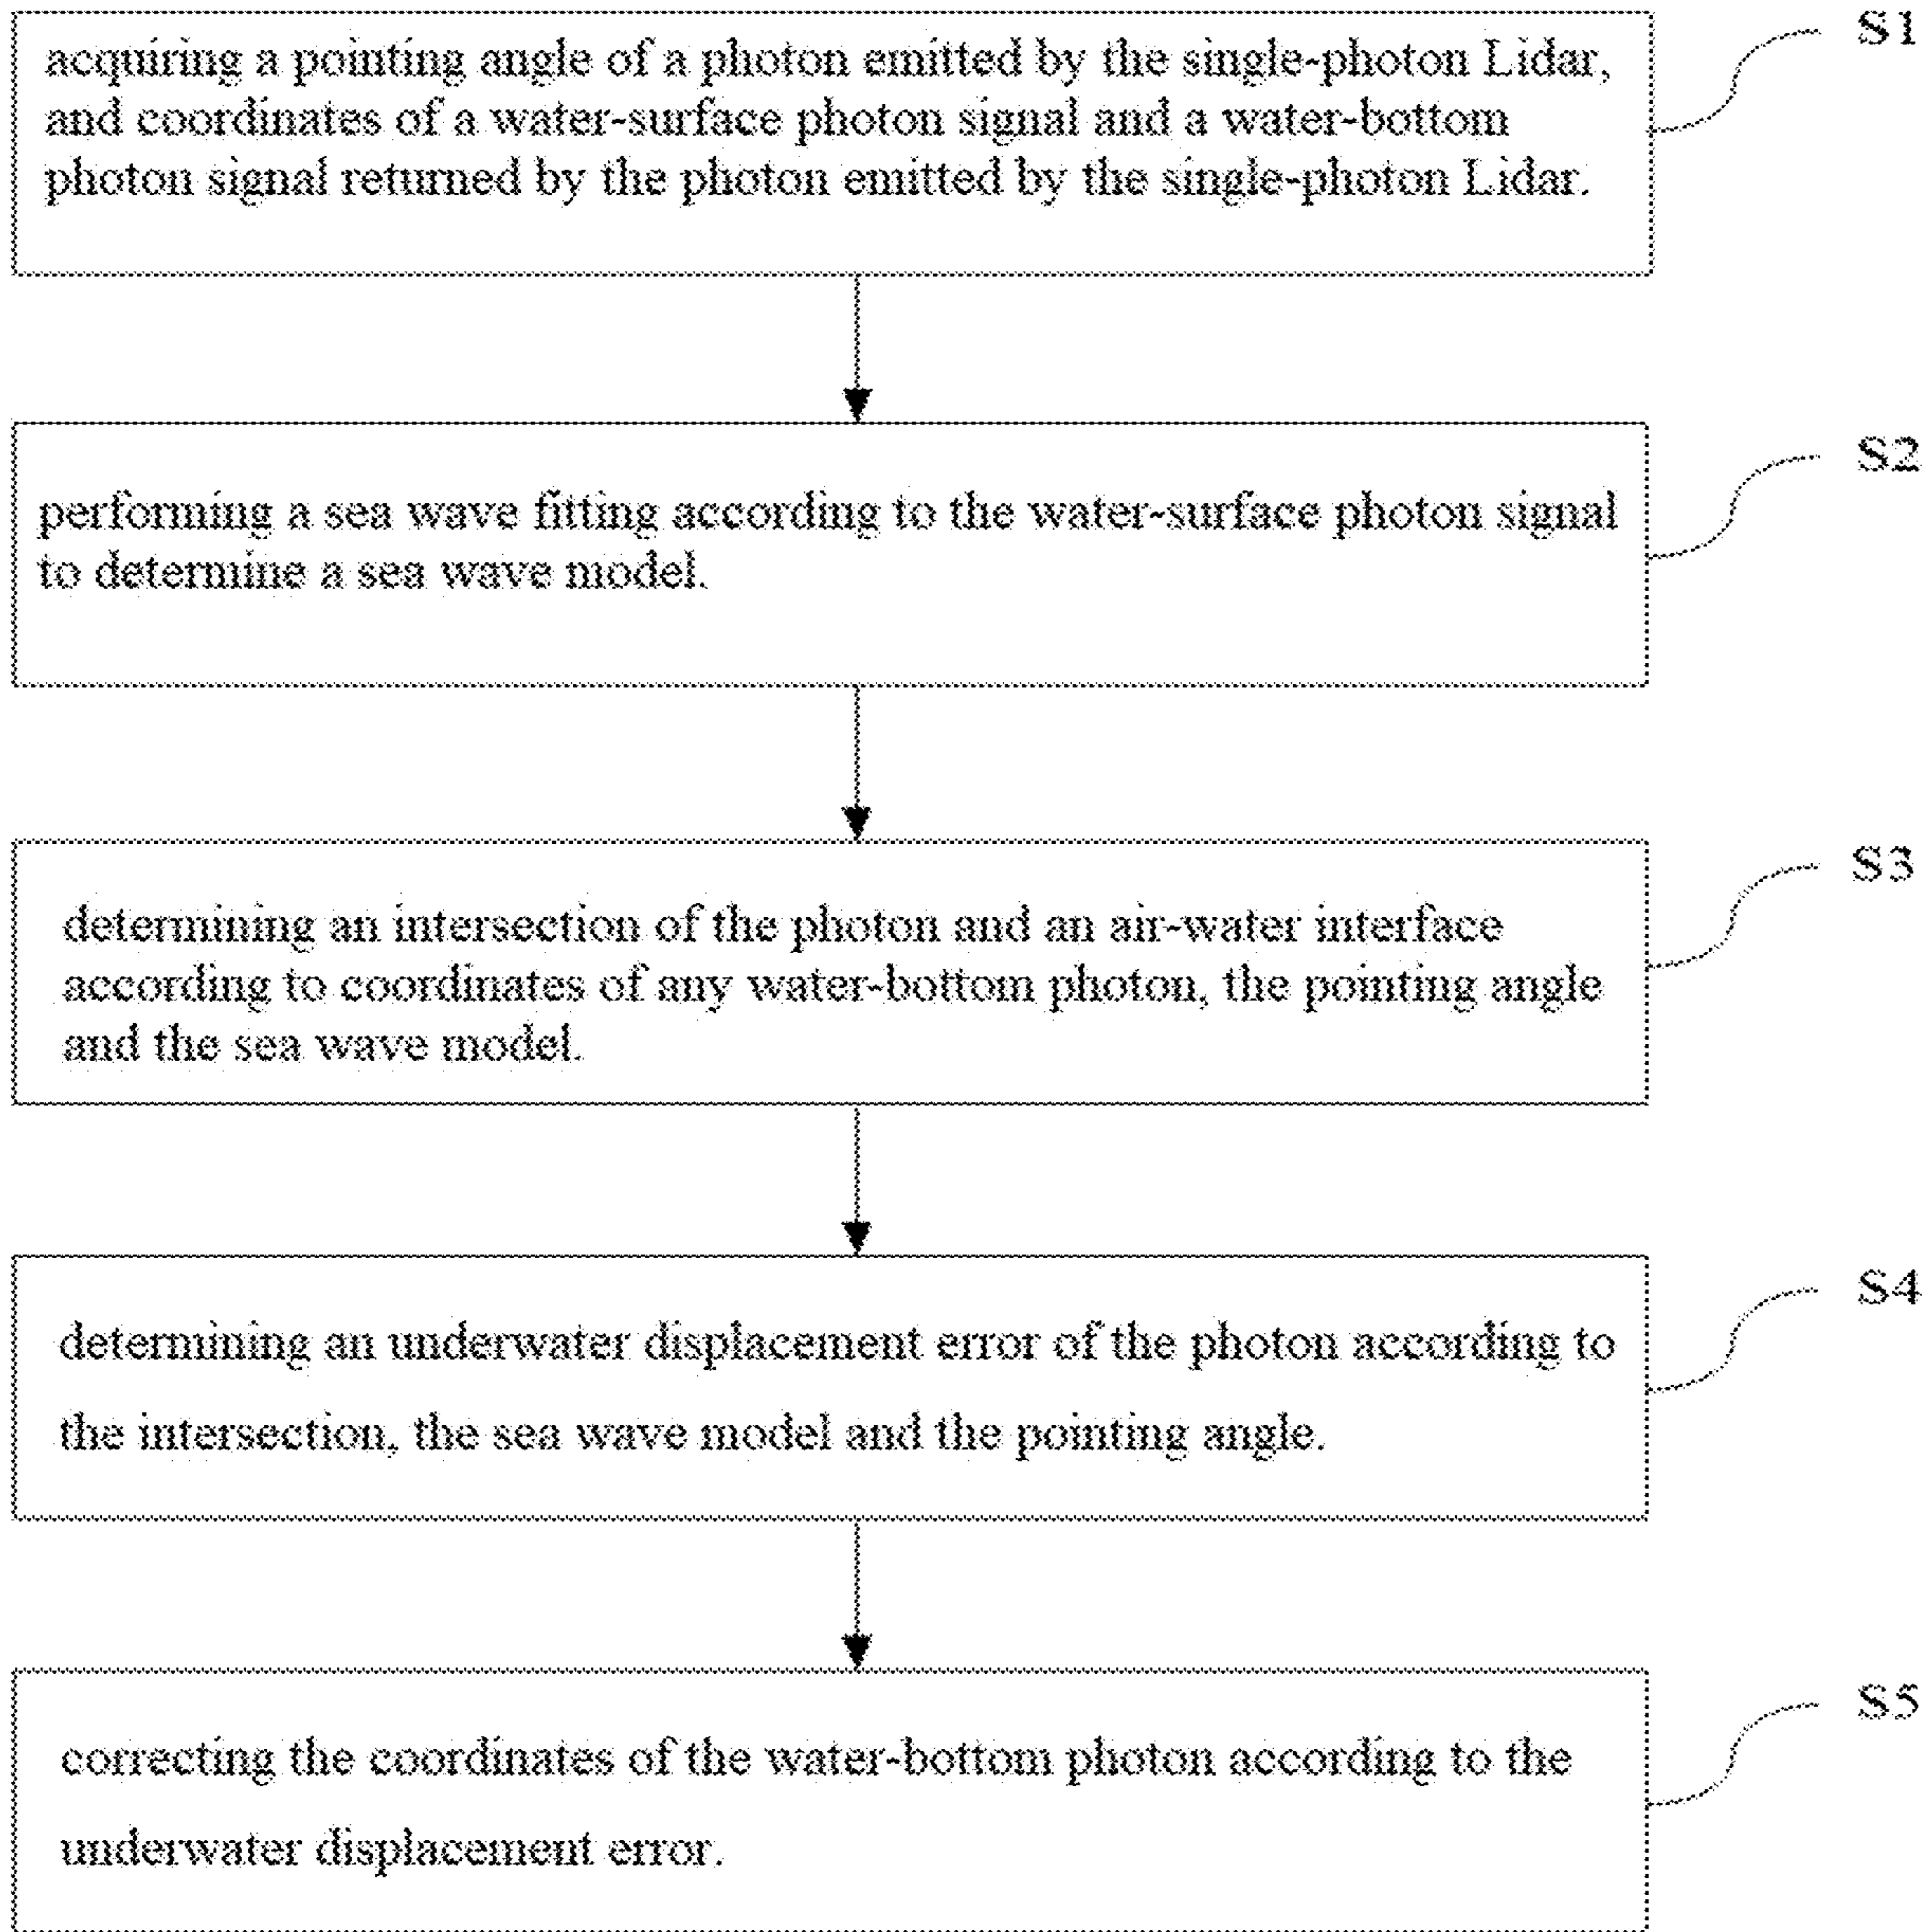 acquiring a pointing angle of a photon emitted by the single-photon Lidar,
and coordinates of a water-surface photon signal and a water-bottom
photon signal returned by the photon emitted by the single-photon Lidar.
S1
performing a sea wave fitting according to the water-surface photon signal
to determine a sea wave model.
S2
determining an intersection of the photon and an air-water interface
according to coordinates of any water-bottom photon, the pointing angle
and the sea wave model.
S3
determining an underwater displacement error of the photon according to
the intersection, the sea wave model and the pointing angle.
S4
correcting the coordinates of the water-bottom photon according to the
underwater displacement error.
S5